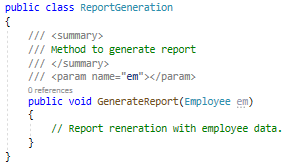 public class ReportGeneration
{
/// <summary>
/// Method to generate report
/// </summary>
/// <param name="em"></param>
0 references
public void GenerateReport(Employee em)
{
// Report reneration with employee data.
}
}